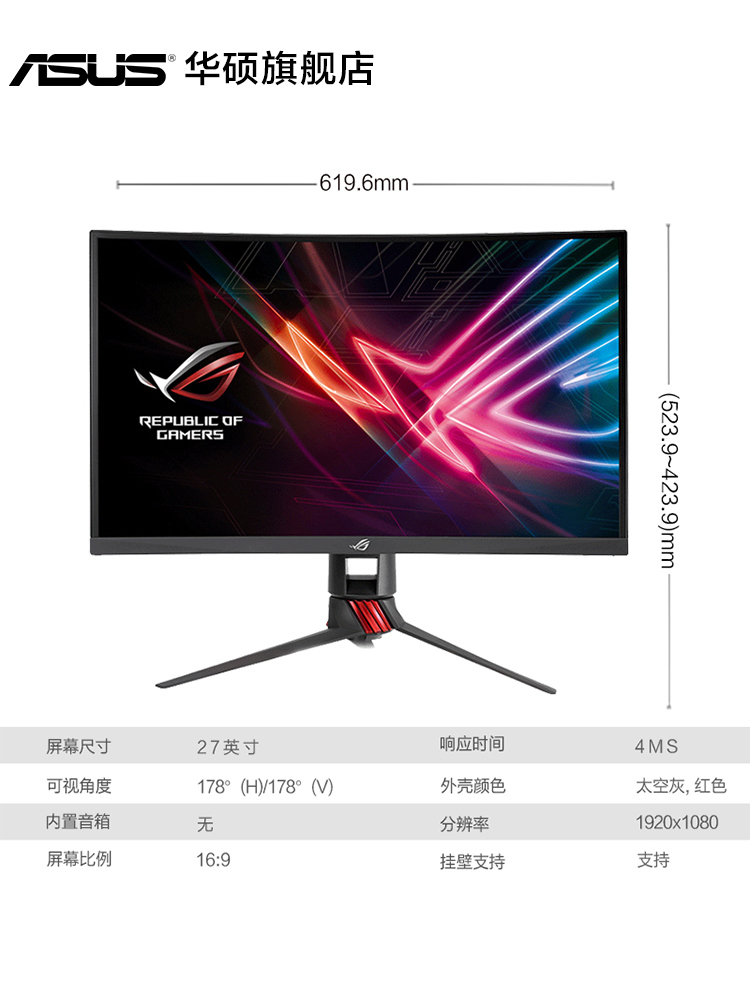 ASUS® 华硕旗舰店
619.6mm
(523.9~423.9)mm
REPUBLIC OF
GAMERS
屏幕尺寸 27英寸 响应时间 4MS
可视角度 178° (H)/178° (V) 外壳颜色 太空灰, 红色
内置音箱 无 分辨率 1920x1080
屏幕比例 16:9 挂壁支持 支持